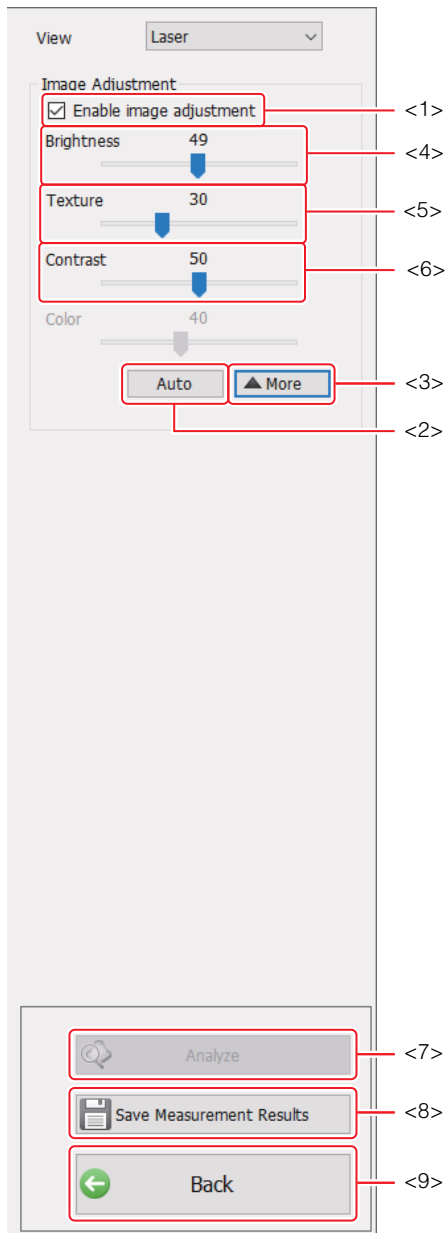 View Laser
Image Adjustment
Enable image adjustment <1>
Brightness 49 <4>
Texture 30 <5>
Contrast 50 <6>
Color 40
Auto More <3>
<2>
Analyze <7>
Save Measurement Results <8>
Back <9>